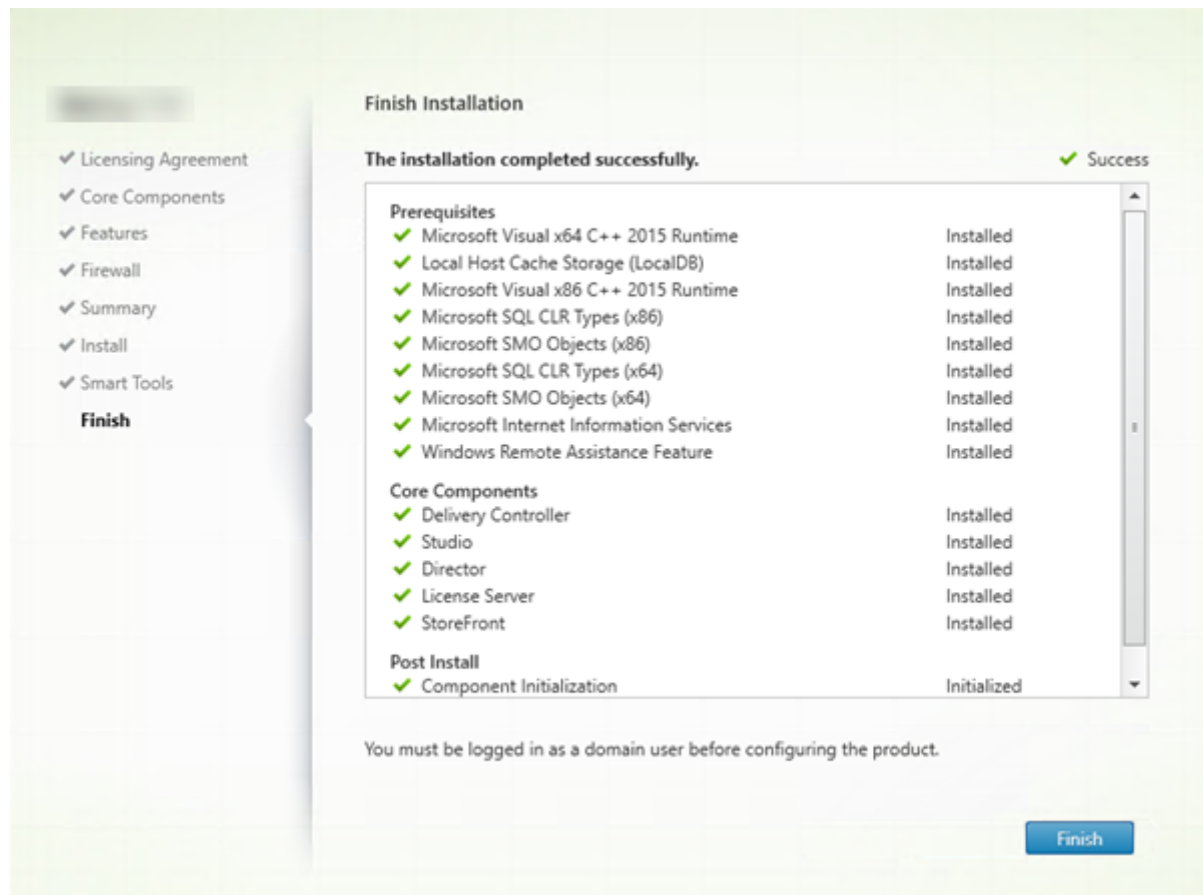 Finish Installation
Licensing Agreement
Core Components
Features
Firewall
Summary
Install
Smart Tools
Finish
The installation completed successfully.
Success
Prerequisites
Microsoft Visual x64 C++ 2015 Runtime Installed
Local Host Cache Storage (LocalDB) Installed
Microsoft Visual x86 C++ 2015 Runtime Installed
Microsoft SQL CLR Types (x86) Installed
Microsoft SMO Objects (x86) Installed
Microsoft SQL CLR Types (x64) Installed
Microsoft SMO Objects (x64) Installed
Microsoft Internet Information Services Installed
Windows Remote Assistance Feature Installed
Core Components
Delivery Controller Installed
Studio Installed
Director Installed
License Server Installed
StoreFront Installed
Post Install
Component Initialization Initialized
You must be logged in as a domain user before configuring the product.
Finish